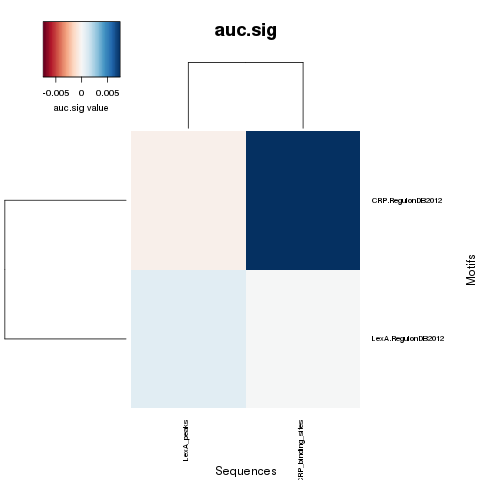 auc.sig
-0.005 0 0.005
auc.sig value
CRP.RegulonDB2012
LexA.RegulonDB2012
Motifs
LexA_peaks
CRP_binding_sites
Sequences